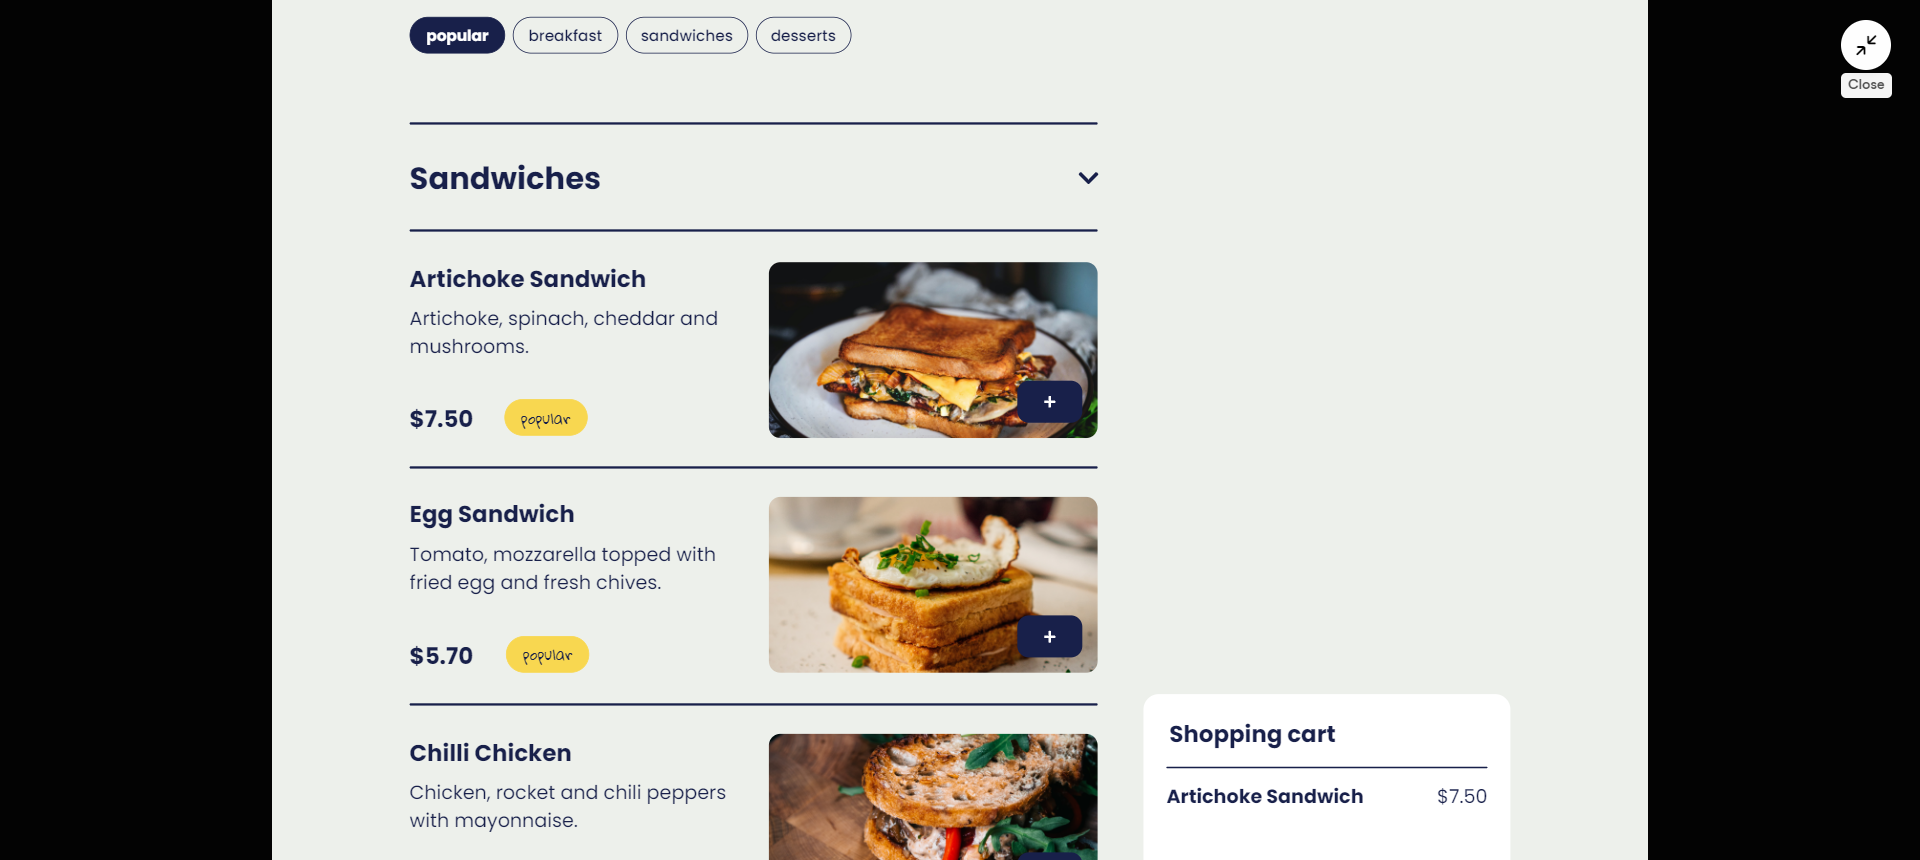 popular
breakfast
sandwiches
desserts
Close
Sandwiches
Artichoke Sandwich
Artichoke, spinach, cheddar and
mushrooms.
$7.50
popular
+
Egg Sandwich
Tomato, mozzarella topped with
fried egg and fresh chives.
$5.70
popular
+
Chilli Chicken
Chicken, rocket and chili peppers
with mayonnaise.
Shopping cart
Artichoke Sandwich $7.50